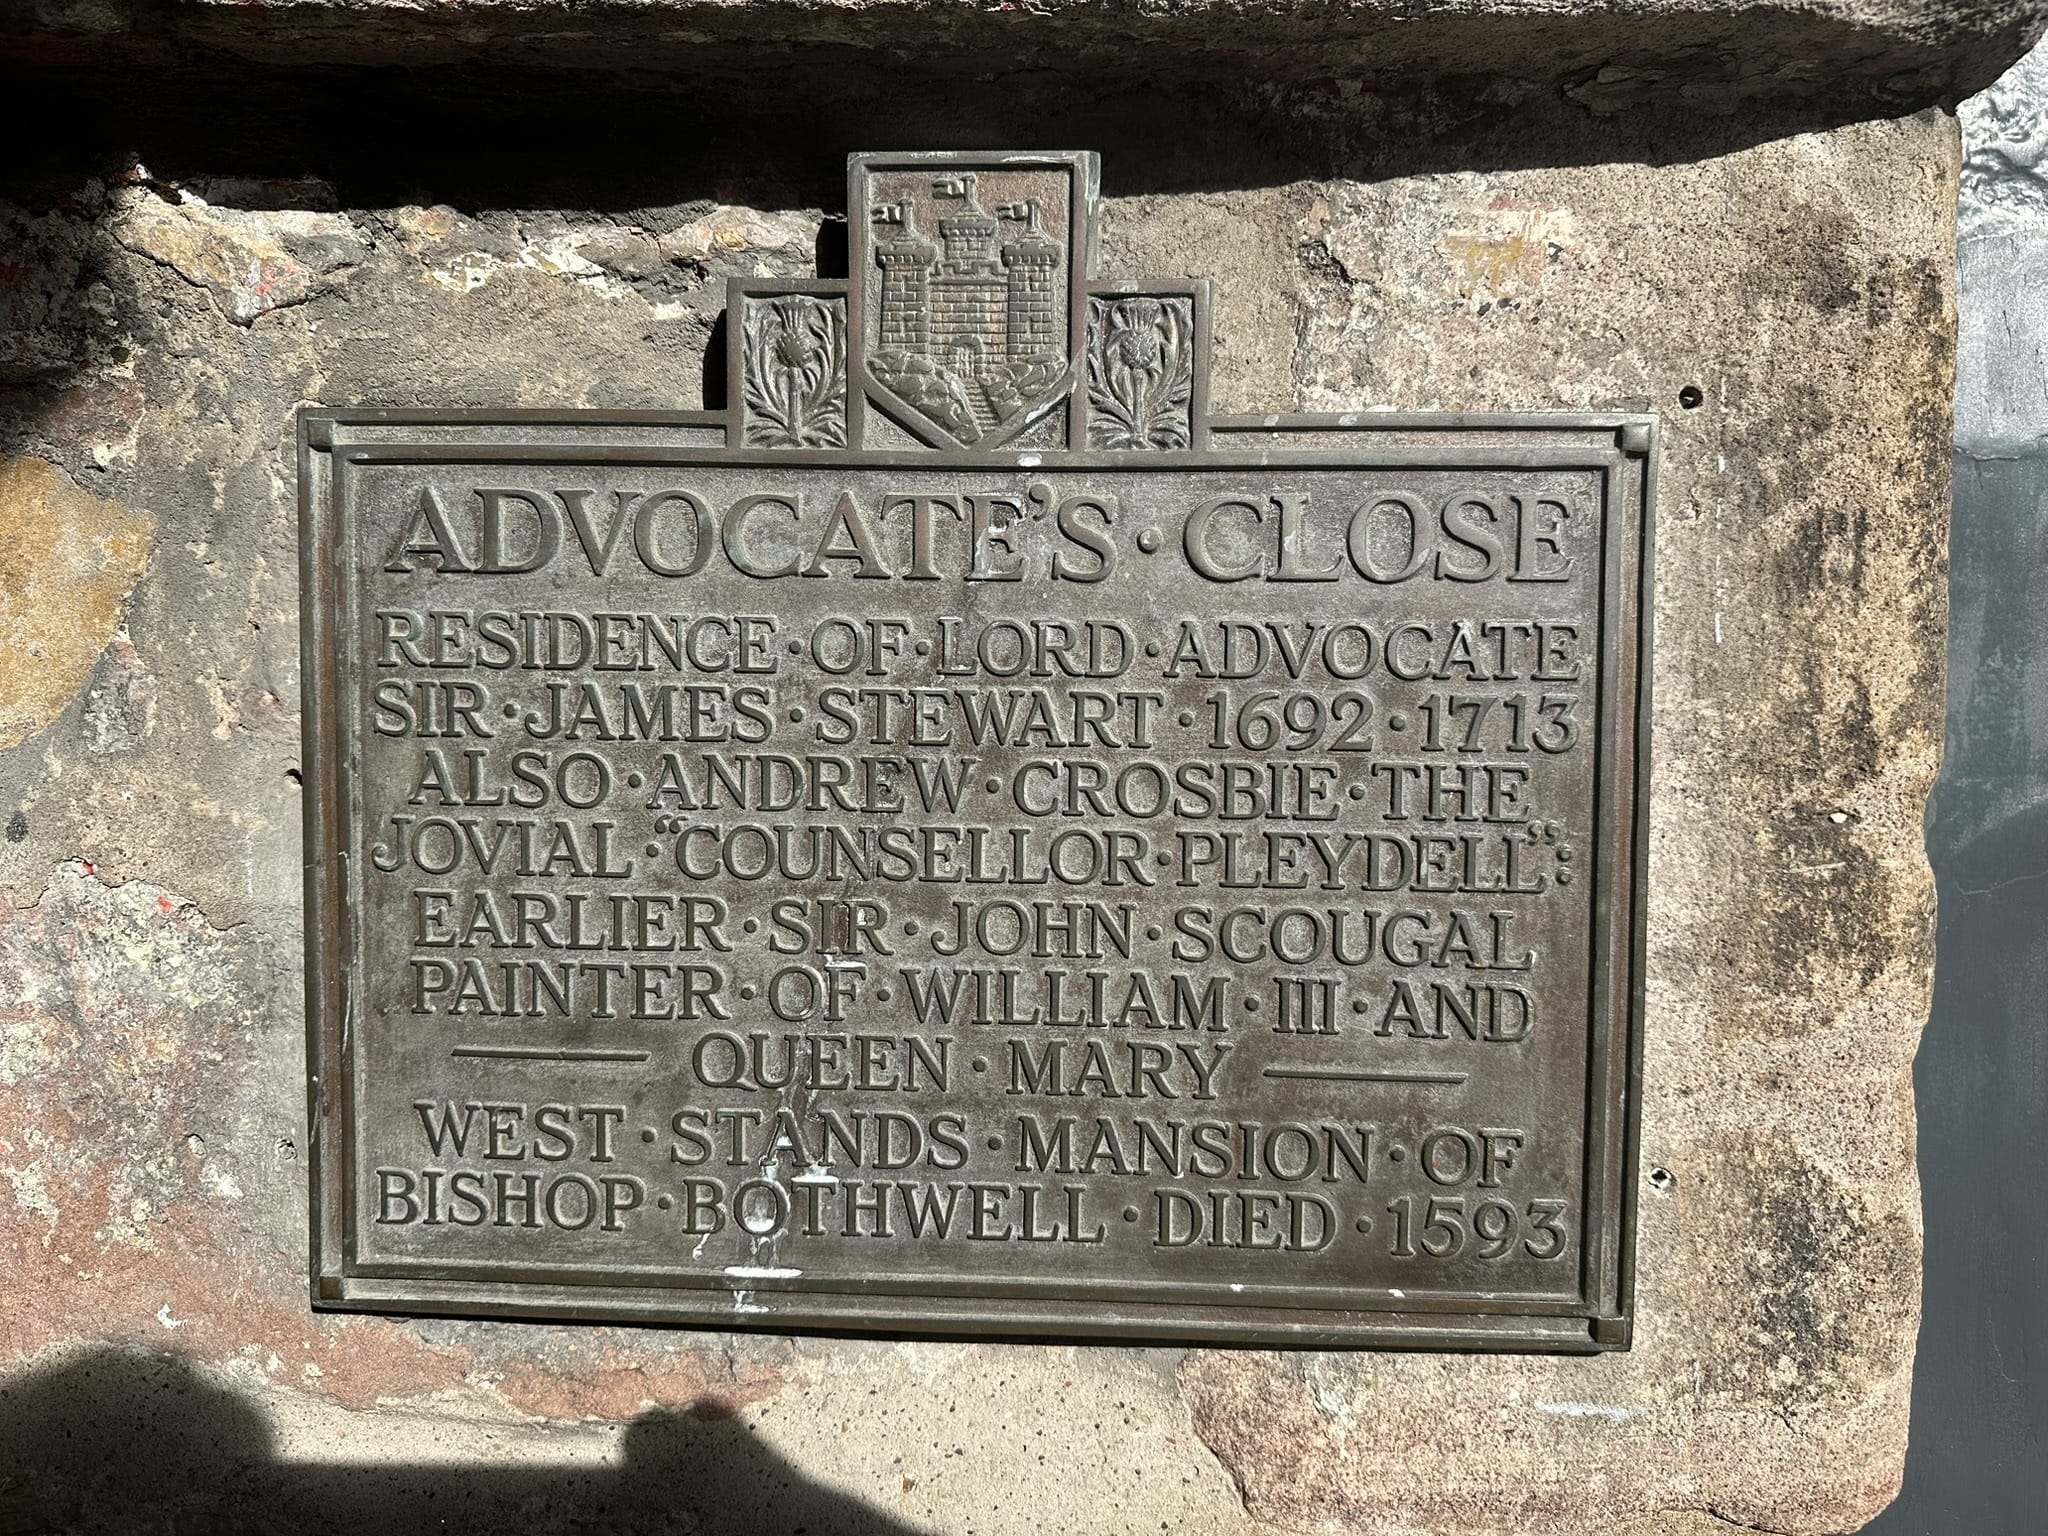 ADVOCATE'S·CLOSE
RESIDENCE·OF·LORD·ADVOCATE
SIR·JAMES·STEWART·1692·1713
ALSO·ANDREW·CROSBIE·THE
JOVIAL·"COUNSELLOR·PLEYDELL":
EARLIER·SIR·JOHN·SCOUGAL
PAINTER·OF·WILLIAM·III·AND
QUEEN·MARY
WEST·STANDS·MANSION·OF
BISHOP·BOTHWELL·DIED·1593